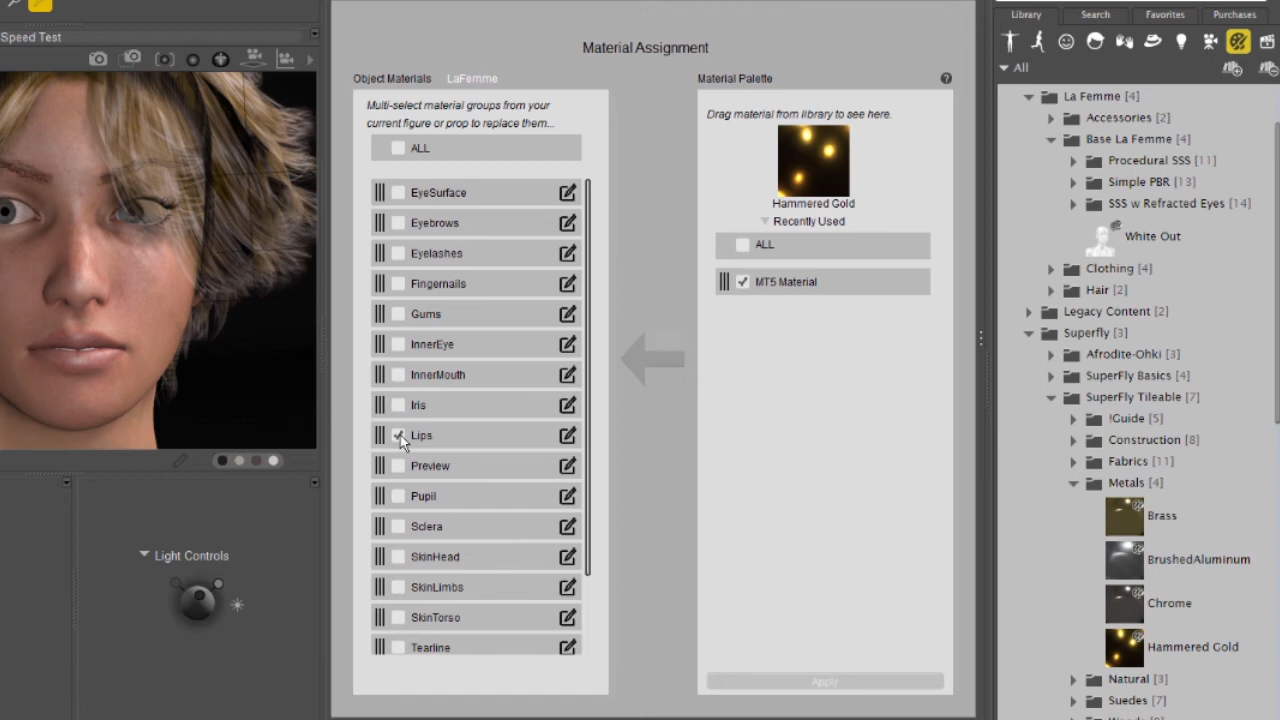 Speed Test
Material Assignment
Object Materials LaFemme
Multi-select material groups from your
current figure or prop to replace them...
ALL
EyeSurface
Eyebrows
Eyelashes
Fingernails
Gums
InnerEye
InnerMouth
Iris
Lips
Preview
Pupil
Sclera
SkinHead
SkinLimbs
SkinTorso
Tearline
Material Palette ?
Drag material from library to see here.
Hammered Gold
Recently Used
ALL
MT5 Material
Apply
Light Controls
Library Search Favorites Purchases
All
La Femme [4]
Accessories [2]
Base La Femme [4]
Procedural SSS [11]
Simple PBR [13]
SSS w Refracted Eyes [14]
White Out
Clothing [4]
Hair [2]
Legacy Content [2]
Superfly [3]
Afrodite-Ohki [3]
SuperFly Basics [4]
SuperFly Tileable [7]
!Guide [5]
Construction [8]
Fabrics [11]
Metals [4]
Brass
BrushedAluminum
Chrome
Hammered Gold
Natural [3]
Suedes [7]